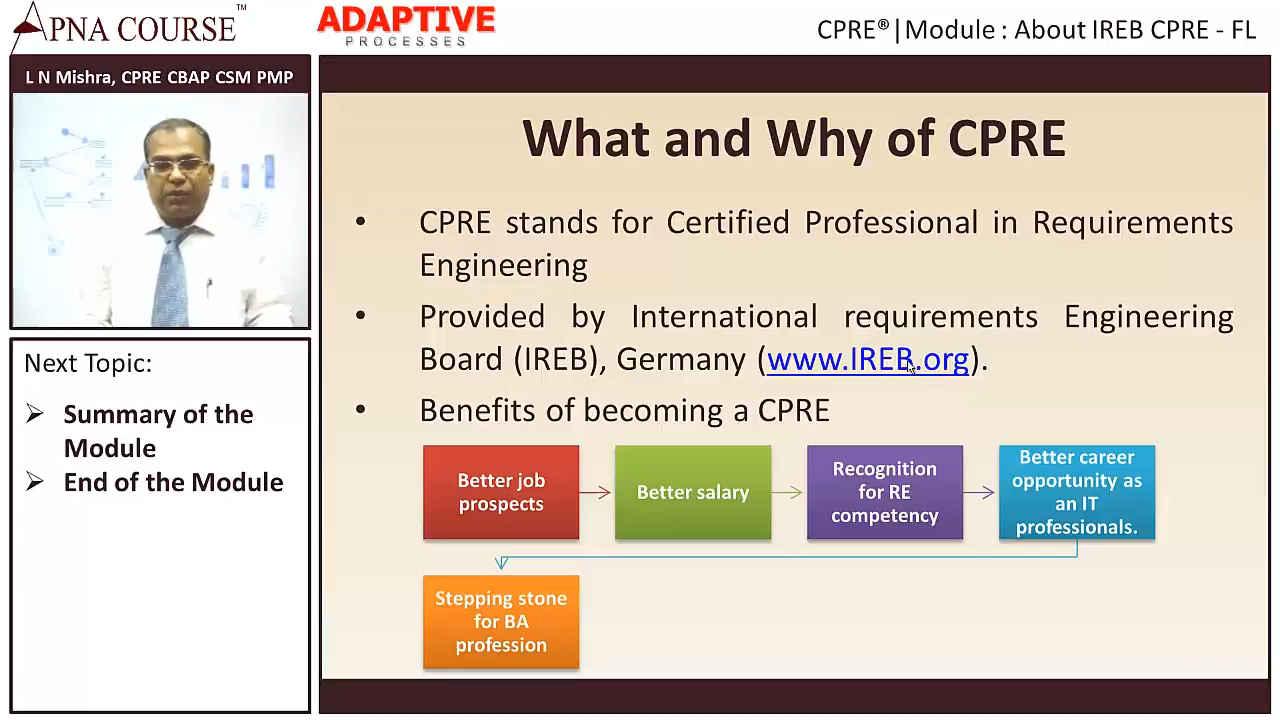 APNA COURSE™
ADAPTIVE
PROCESSES
CPRE®|Module : About IREB CPRE - FL
L N Mishra, CPRE CBAP CSM PMP
Next Topic:
➢ Summary of the
Module
➢ End of the Module
What and Why of CPRE
• CPRE stands for Certified Professional in Requirements
Engineering
• Provided by International requirements Engineering
Board (IREB), Germany (www.IREB.org).
• Benefits of becoming a CPRE
Better job
prospects
Better salary
Recognition
for RE
competency
Better career
opportunity as
an IT
professionals.
Stepping stone
for BA
profession